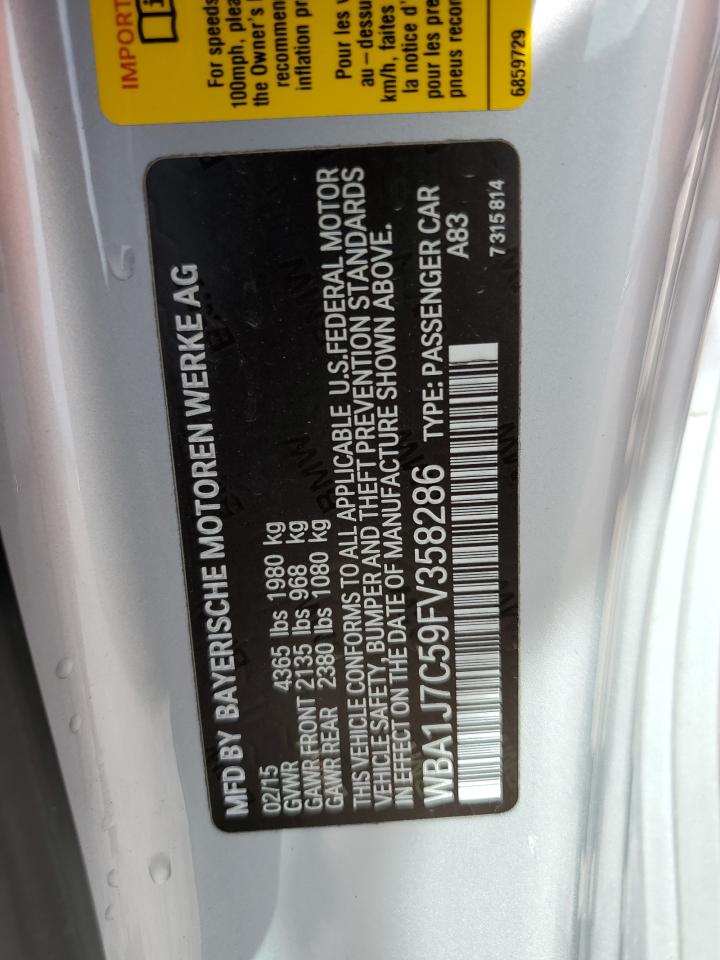 IMPORT
For speeds
100mph, plea
the Owner's
recommen
inflation pr
Pour les v
au-dessu
km/h, faites
la notice d'
pour les pre
pneus recor
6859729
MFD BY BAYERISCHE MOTOREN WERKE AG
02/15
GVWR 4365 lbs 1980 kg
GAWR FRONT 2135 lbs 968 kg
GAWR REAR 2380 lbs 1080 kg
THIS VEHICLE CONFORMS TO ALL APPLICABLE U.S.FEDERAL MOTOR
VEHICLE SAFETY, BUMPER AND THEFT PREVENTION STANDARDS
IN EFFECT ON THE DATE OF MANUFACTURE SHOWN ABOVE.
WBA1J7C59FV358286 TYPE: PASSENGER CAR
A83
7 315 814